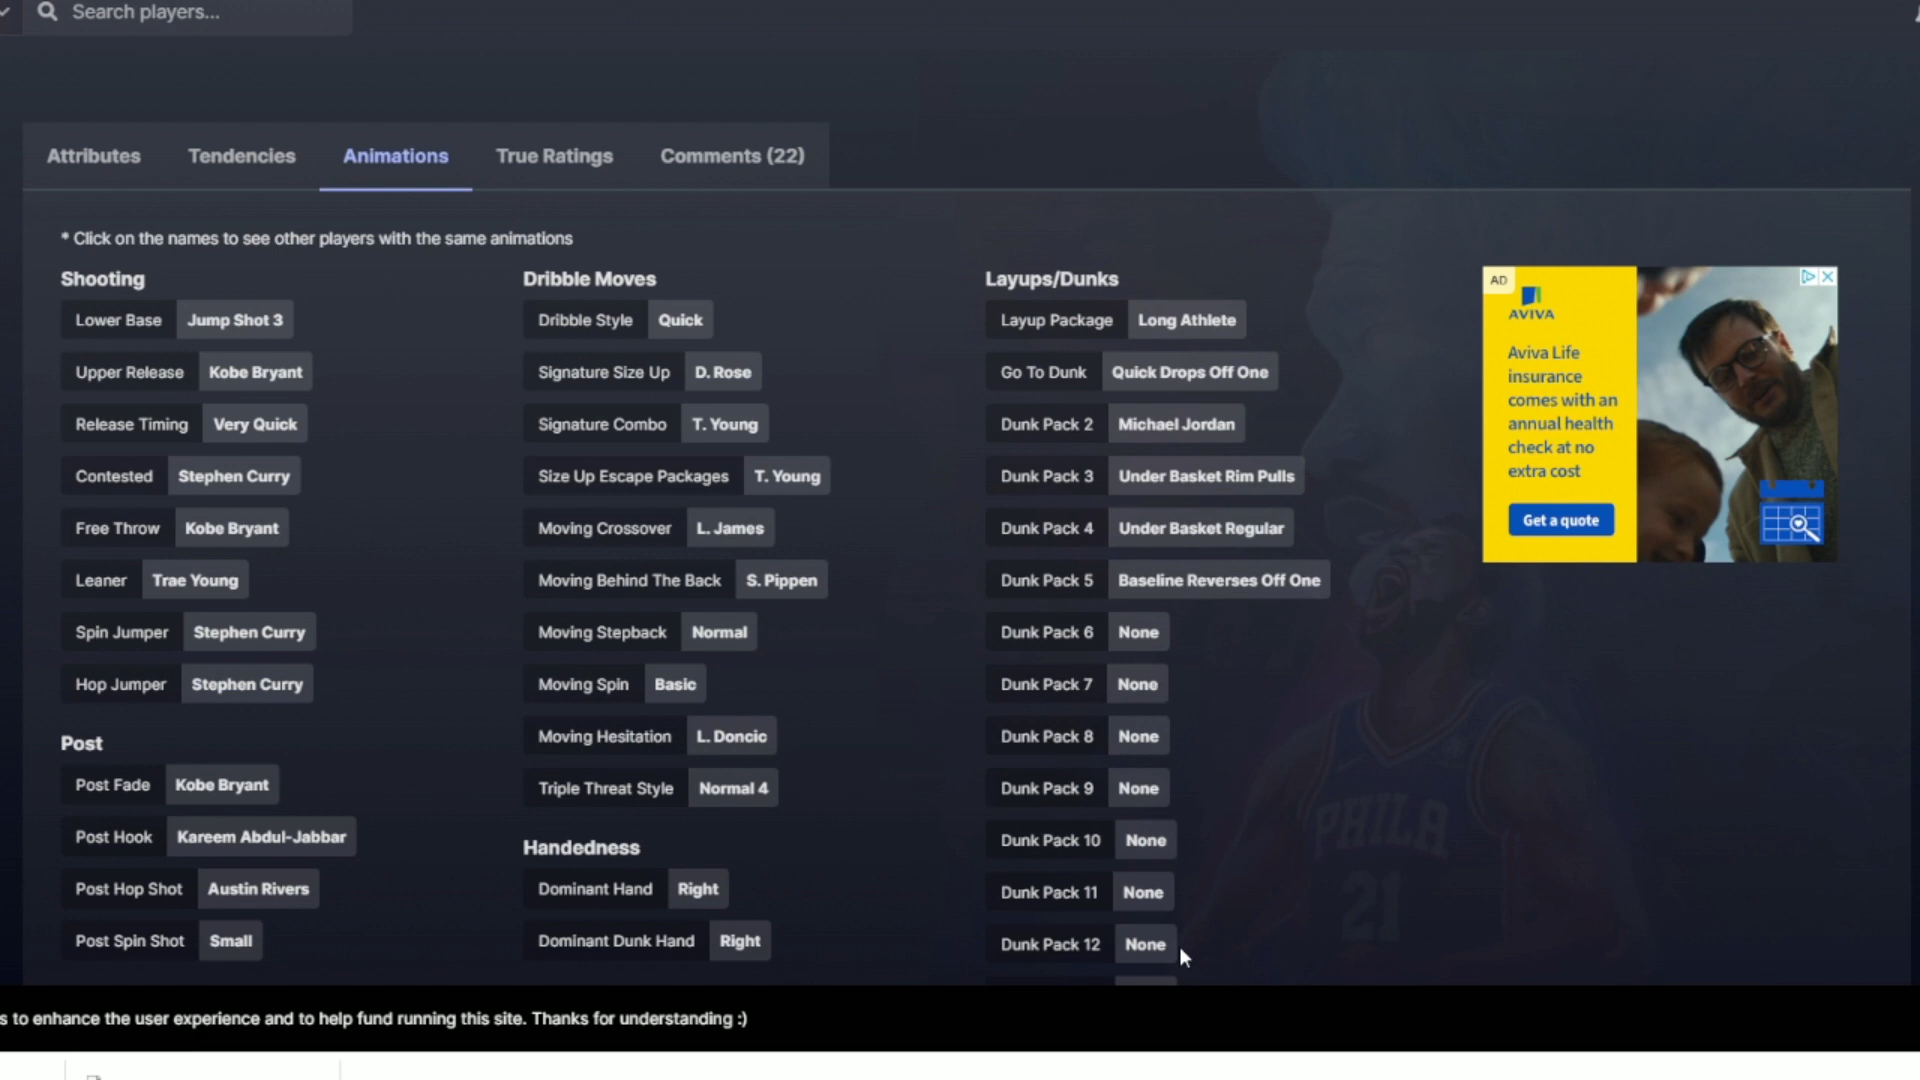 Search players...
Attributes
Tendencies
Animations
True Ratings
Comments (22)
* Click on the names to see other players with the same animations
Shooting
Lower Base Jump Shot 3
Upper Release Kobe Bryant
Release Timing Very Quick
Contested Stephen Curry
Free Throw Kobe Bryant
Leaner Trae Young
Spin Jumper Stephen Curry
Hop Jumper Stephen Curry
Post
Post Fade Kobe Bryant
Post Hook Kareem Abdul-Jabbar
Post Hop Shot Austin Rivers
Post Spin Shot Small
Dribble Moves
Dribble Style Quick
Signature Size Up D. Rose
Signature Combo T. Young
Size Up Escape Packages T. Young
Moving Crossover L. James
Moving Behind The Back S. Pippen
Moving Stepback Normal
Moving Spin Basic
Moving Hesitation L. Doncic
Triple Threat Style Normal 4
Handedness
Dominant Hand Right
Dominant Dunk Hand Right
Layups/Dunks
Layup Package Long Athlete
Go To Dunk Quick Drops Off One
Dunk Pack 2 Michael Jordan
Dunk Pack 3 Under Basket Rim Pulls
Dunk Pack 4 Under Basket Regular
Dunk Pack 5 Baseline Reverses Off One
Dunk Pack 6 None
Dunk Pack 7 None
Dunk Pack 8 None
Dunk Pack 9 None
Dunk Pack 10 None
Dunk Pack 11 None
Dunk Pack 12 None
AD
AVIVA
Aviva Life
insurance
comes with an
annual health
check at no
extra cost
Get a quote
PHILA
21
s to enhance the user experience and to help fund running this site. Thanks for understanding :)